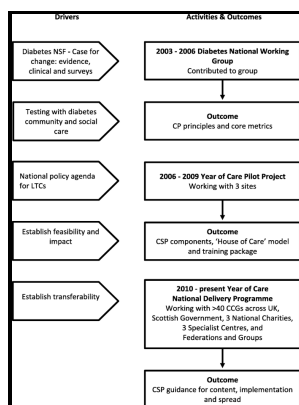 Drivers
Activities & Outcomes
Diabetes NSF - Case for
change: evidence,
clinical and surveys
2003 - 2006 Diabetes National Working
Group
Contributed to group
Testing with diabetes
community and social
care
Outcome
CP principles and core metrics
National policy agenda
for LTCs
2006 - 2009 Year of Care Pilot Project
Working with 3 sites
Establish feasibility and
impact
Outcome
CSP components, 'House of Care' model
and training package
Establish transferability
2010 - present Year of Care
National Delivery Programme
Working with >40 CCGs across UK,
Scottish Government, 3 National Charities,
3 Specialist Centres, and
Federations and Groups
Outcome
CSP guidance for content, implementation
and spread